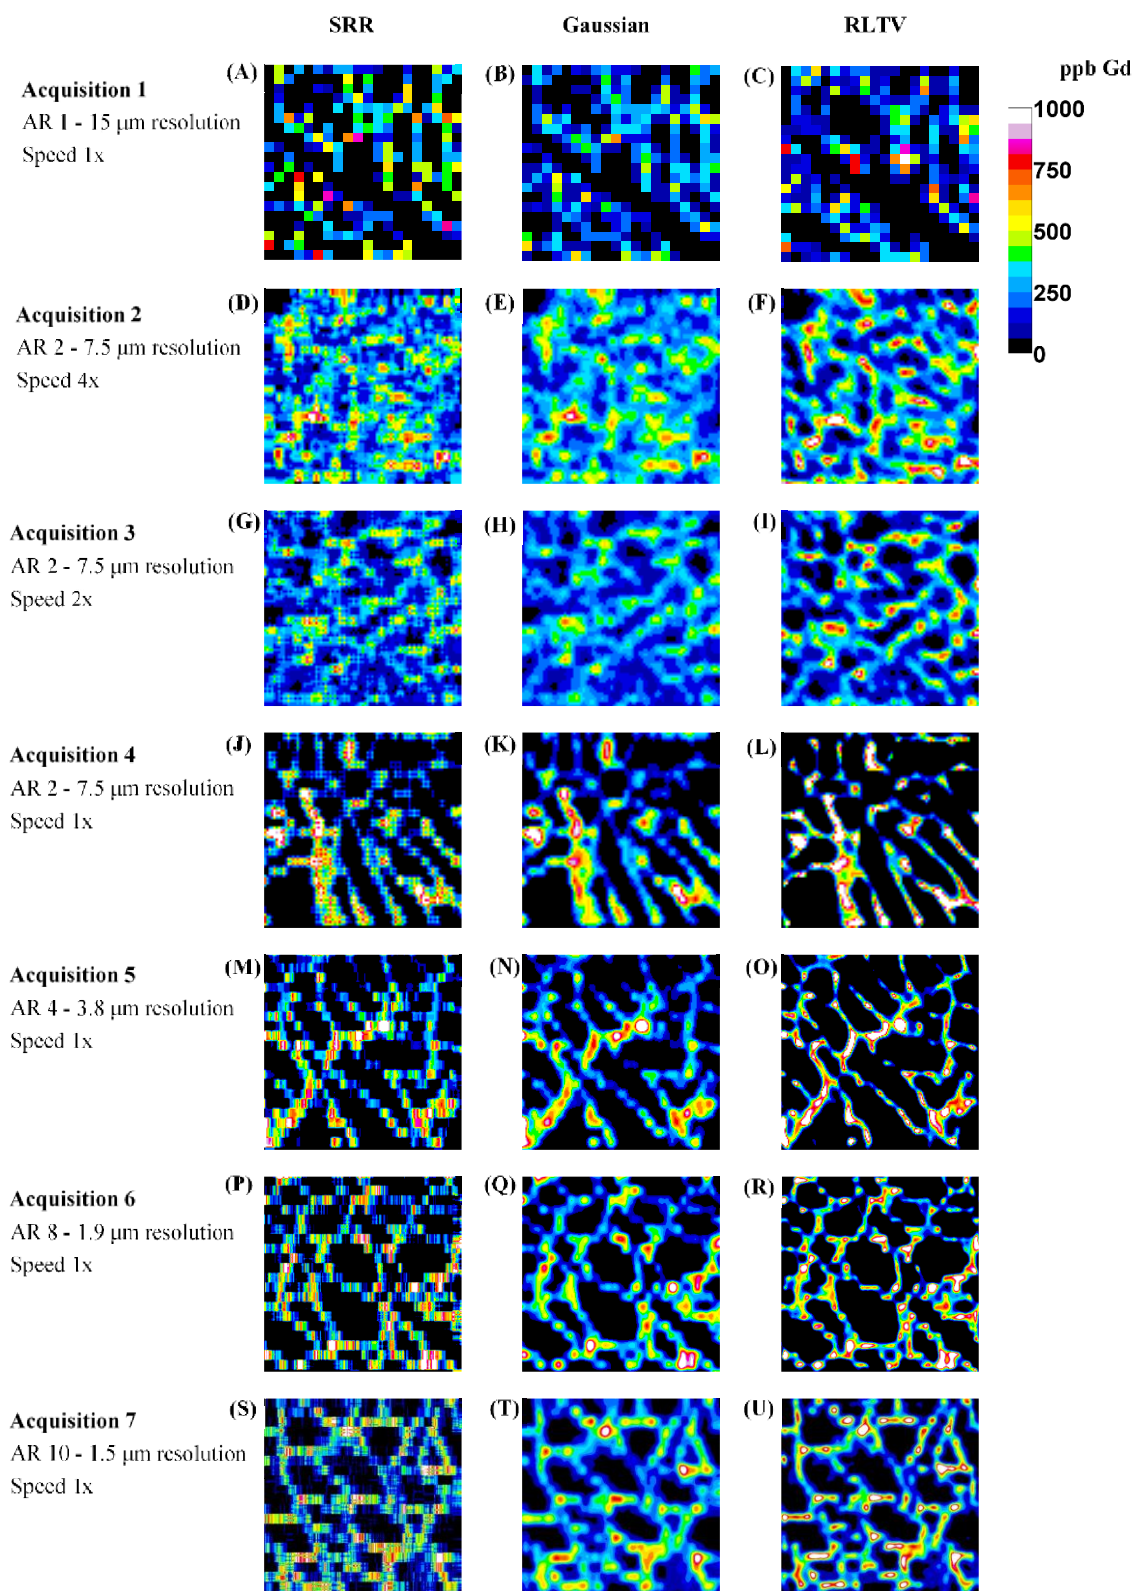 SRR Gaussian RLTV
ppb Gd
Acquisition 1
AR 1 - 15 μm resolution
Speed 1x
(A) (B) (C)
1000
750
500
250
0
Acquisition 2
AR 2 - 7.5 μm resolution
Speed 4x
(D) (E) (F)
Acquisition 3
AR 2 - 7.5 μm resolution
Speed 2x
(G) (H) (I)
Acquisition 4
AR 2 - 7.5 μm resolution
Speed 1x
(J) (K) (L)
Acquisition 5
AR 4 - 3.8 μm resolution
Speed 1x
(M) (N) (O)
Acquisition 6
AR 8 - 1.9 μm resolution
Speed 1x
(P) (Q) (R)
Acquisition 7
AR 10 - 1.5 μm resolution
Speed 1x
(S) (T) (U)